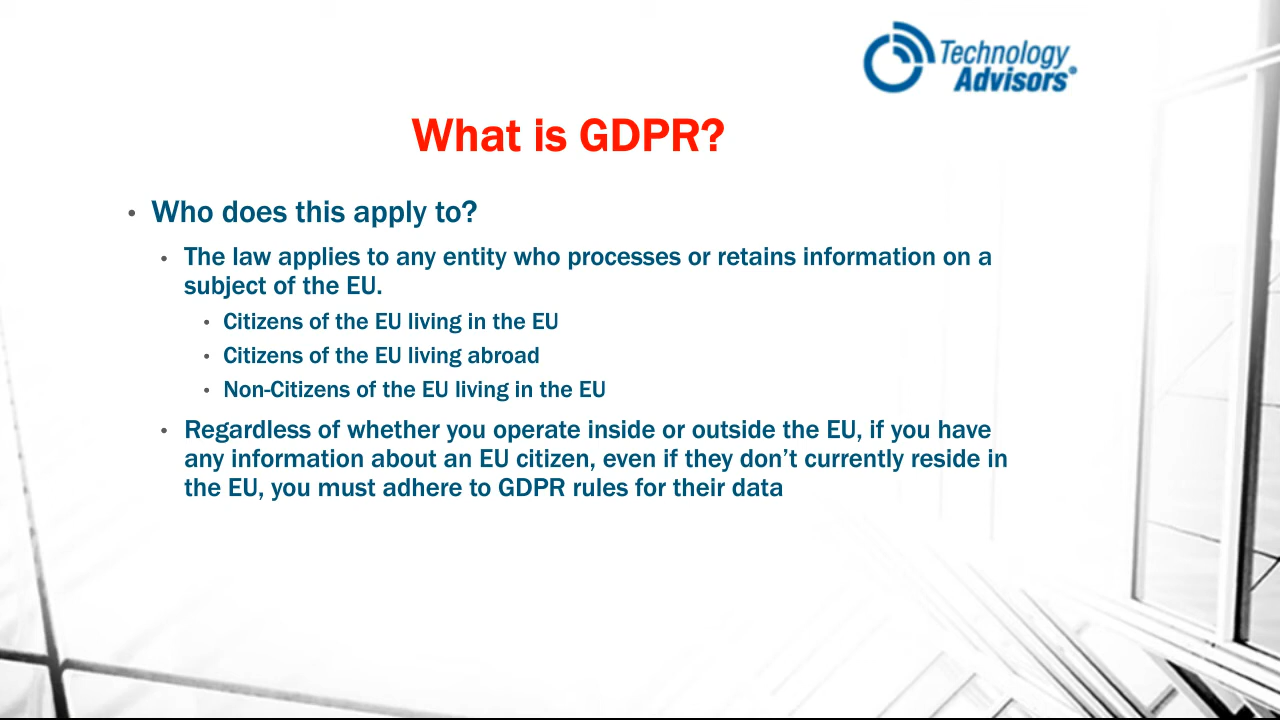 Technology
Advisors®
What is GDPR?
• Who does this apply to?
• The law applies to any entity who processes or retains information on a
subject of the EU.
• Citizens of the EU living in the EU
• Citizens of the EU living abroad
• Non-Citizens of the EU living in the EU
• Regardless of whether you operate inside or outside the EU, if you have
any information about an EU citizen, even if they don’t currently reside in
the EU, you must adhere to GDPR rules for their data